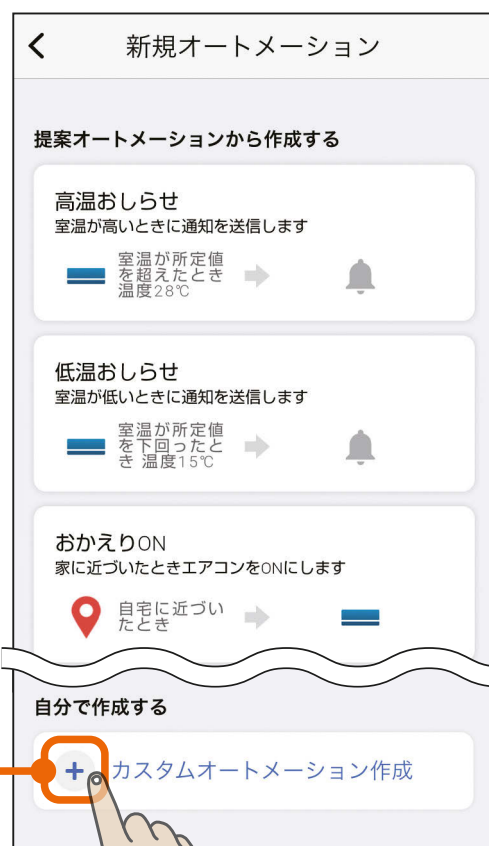 新規オートメーション
提案オートメーションから作成する
高温おしらせ
室温が高いときに通知を送信します
室温が所定値
を超えたとき
温度28℃
低温おしらせ
室温が低いときに通知を送信します
室温が所定値
を下回ったと
き 温度15℃
おかえりON
家に近づいたときエアコンをONにします
自宅に近づい
たとき
自分で作成する
+ カスタムオートメーション作成